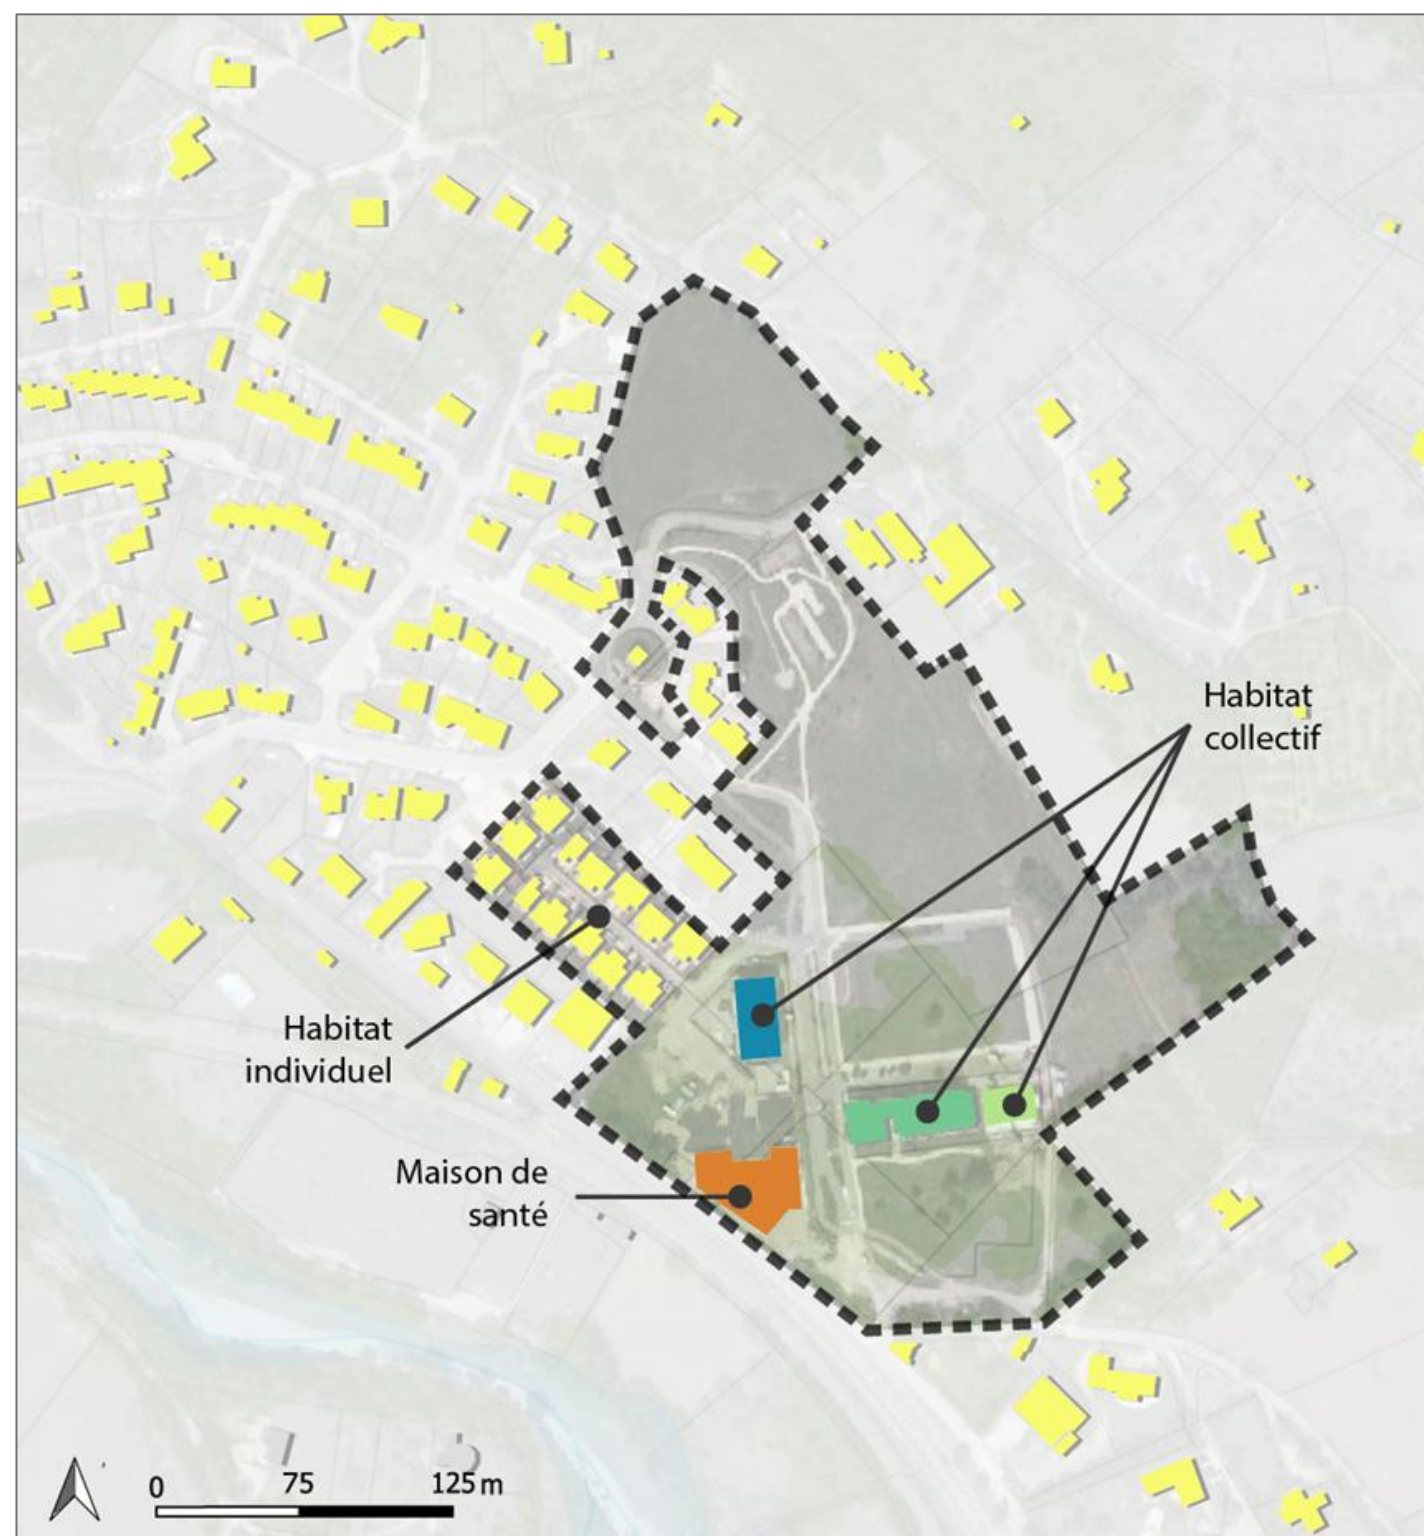 Habitat
collectif
Habitat
individuel
Maison de
santé
0 75 125 m